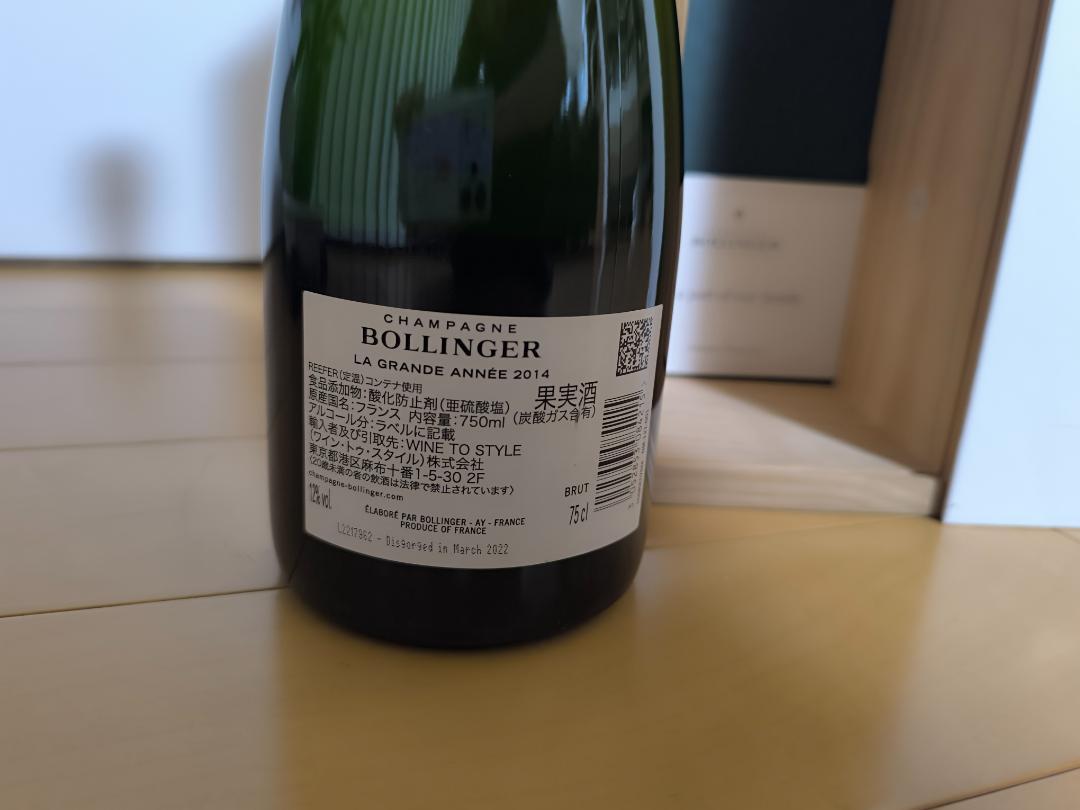 CHAMPAGNE
BOLLINGER
LA GRANDE ANNÉE 2014
REEFER(定温)コンテナ使用
果実酒
食品添加物:酸化防止剤(亜硫酸塩)
(炭酸ガス含有)
原産国名:フランス 内容量:750ml
アルコール分:ラベルに記載
輸入者及び引取先:WINE TO STYLE
(ワイン・トゥ・スタイル)株式会社
東京都港区麻布十番1-5-30 2F
〈20歳未満の者の飲酒は法律で禁止されています〉
champagne-bollinger.com
12% vol.
BRUT
75 cl
ÉLABORÉ PAR BOLLINGER - AY - FRANCE
PRODUCE OF FRANCE
L2217962 - Disgorged in March 2022
BOLLINGER